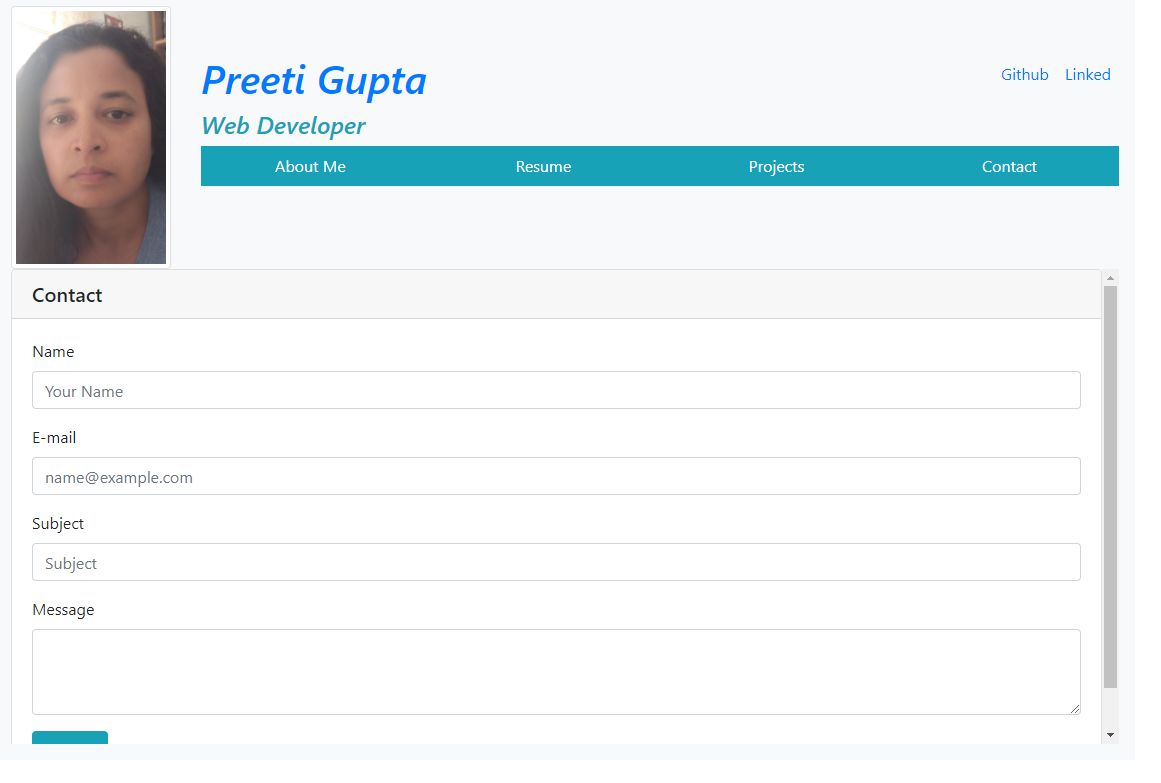 Preeti Gupta
Github Linked
Web Developer
About Me Resume Projects Contact
Contact
Name
Your Name
E-mail
name@example.com
Subject
Subject
Message